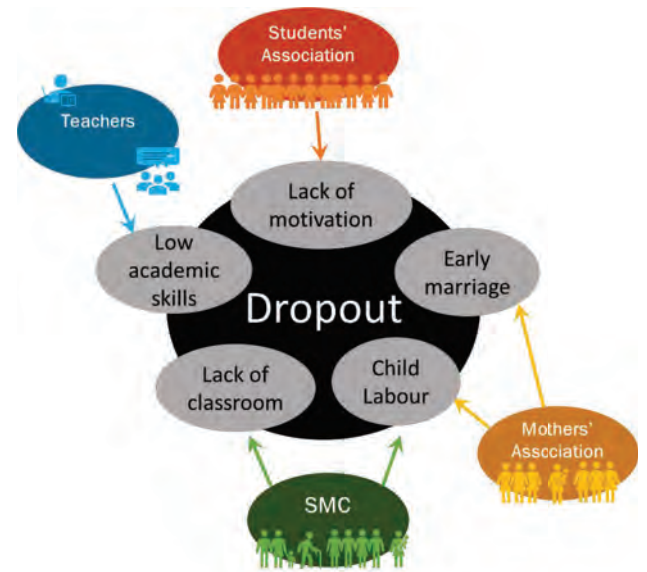 Students'
Association
Teachers
Lack of
motivation
Low
academic
skills
Early
marriage
Dropout
Lack of
classroom
Child
Labour
Mothers'
Asscciation
SMC